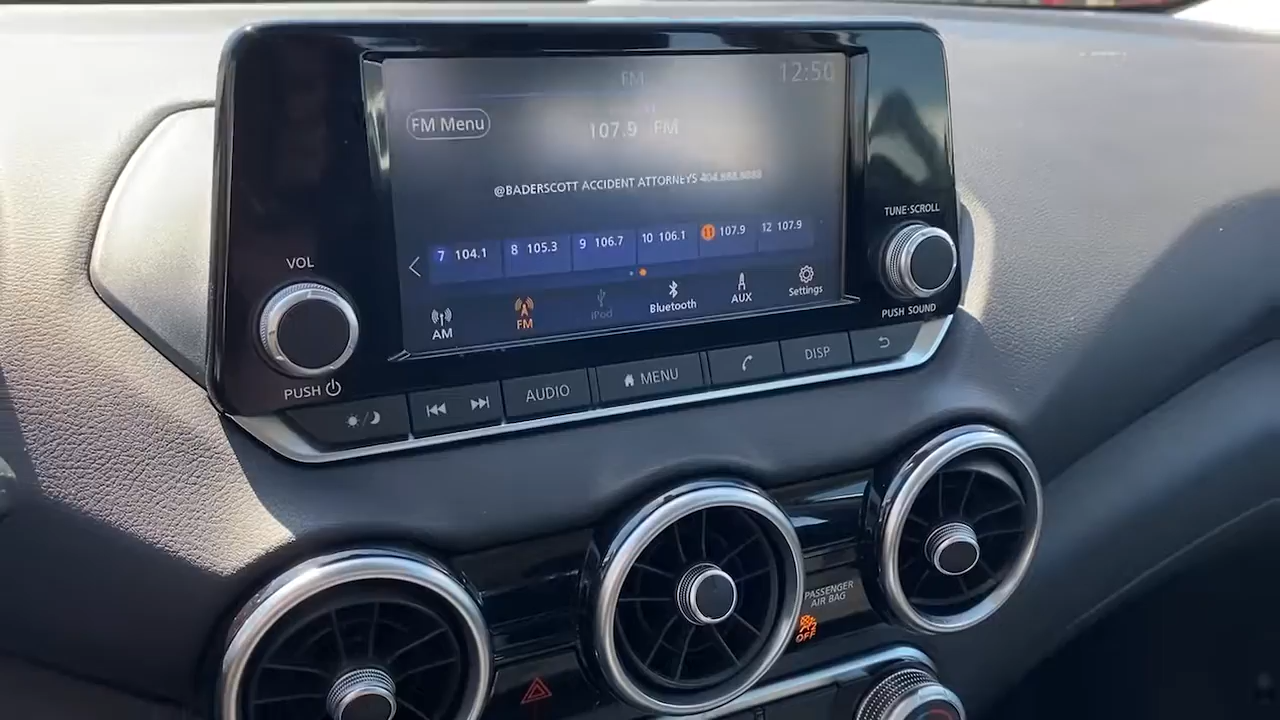 FM
12:50
FM Menu
107.9 FM
@BADERSCOTT ACCIDENT ATTORNEYS
7 104.1
8 105.3
9 106.7
10 106.1
11 107.9
12 107.9
AM
FM
iPod
Bluetooth
AUX
Settings
VOL
PUSH
TUNE·SCROLL
PUSH SOUND
AUDIO
MENU
DISP
PASSENGER
AIR BAG
OFF